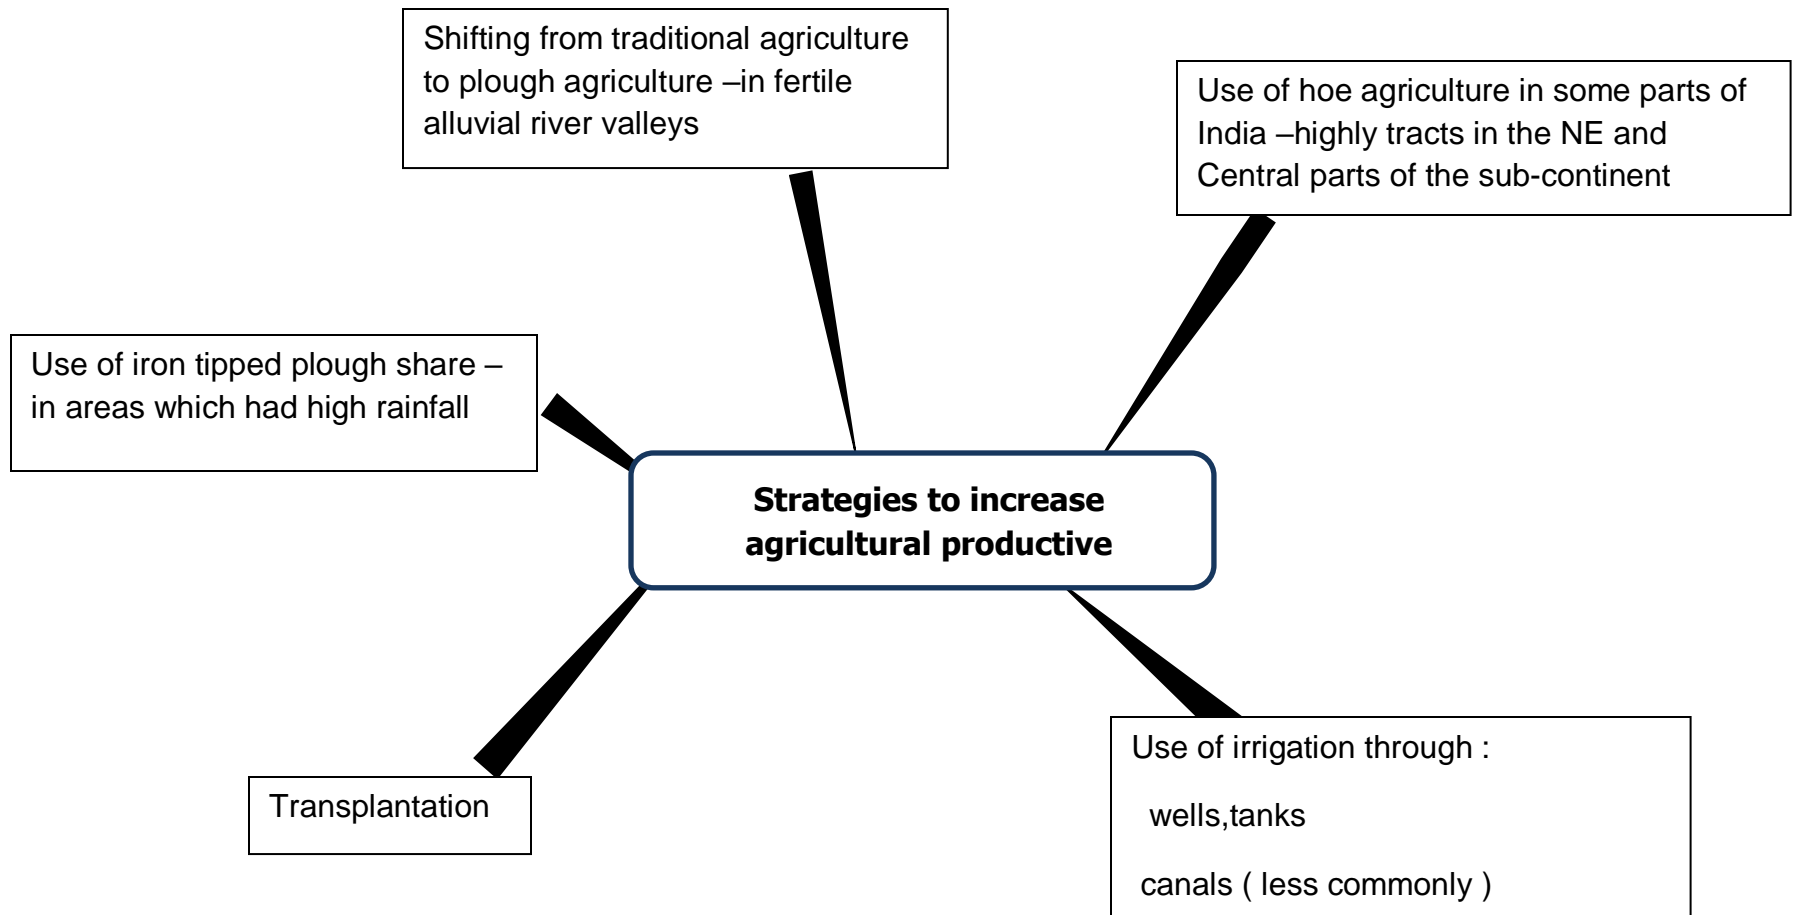 Shifting from traditional agriculture
to plough agriculture –in fertile
alluvial river valleys
Use of hoe agriculture in some parts of
India –highly tracts in the NE and
Central parts of the sub-continent
Use of iron tipped plough share –
in areas which had high rainfall
Strategies to increase
agricultural productive
Transplantation
Use of irrigation through :
wells,tanks
canals ( less commonly )